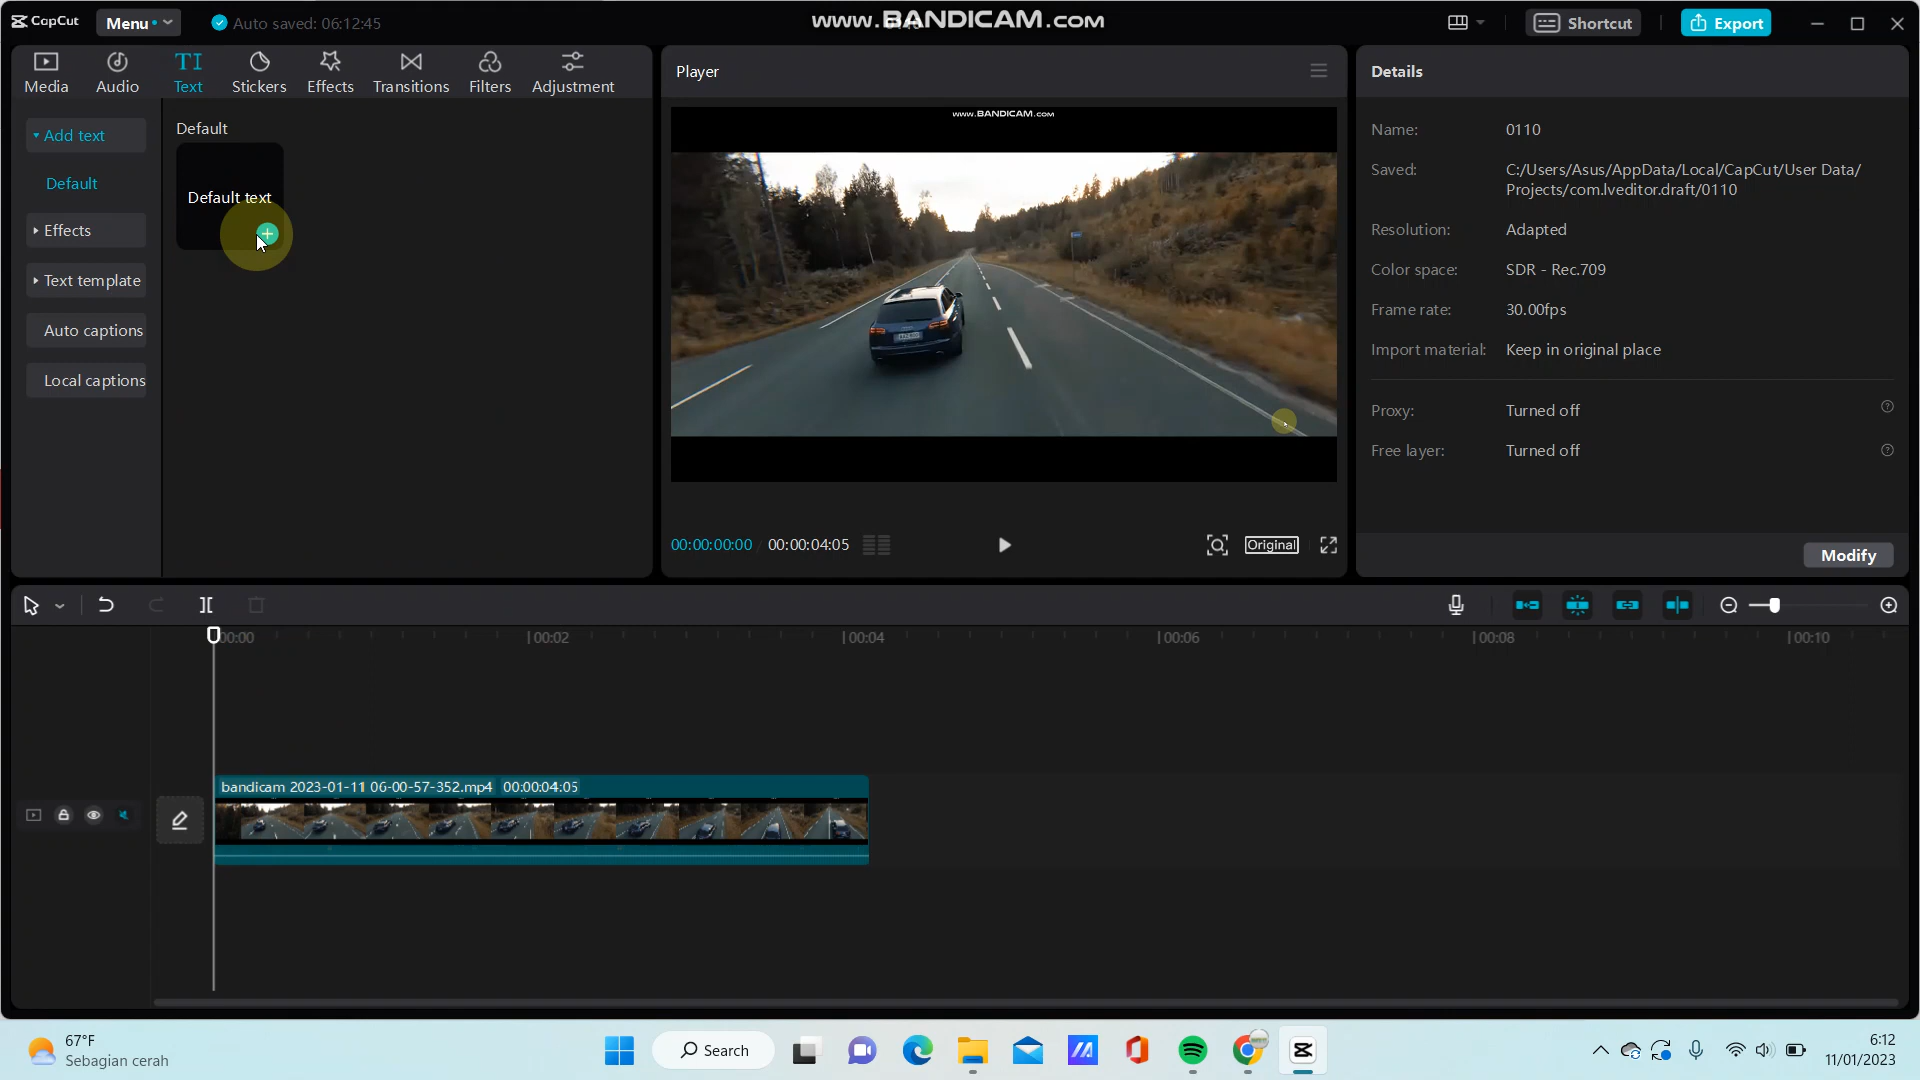 CapCut
Menu
Auto saved: 06:12:45
www.BANDICAM.COM
Shortcut
Export
Media
Audio
Text
Stickers
Effects
Transitions
Filters
Adjustment
Player
Details
Add text
Default
Effects
Text template
Auto captions
Local captions
Default
Default text
www.BANDICAM.COM
00:00:00:00
00:00:04:05
Original
Name: 0110
Saved: C:/Users/Asus/AppData/Local/CapCut/User Data/
Projects/com.lveditor.draft/0110
Resolution: Adapted
Color space: SDR - Rec.709
Frame rate: 30.00fps
Import material: Keep in original place
Proxy: Turned off
Free layer: Turned off
Modify
00:00
00:02
00:04
00:06
00:08
00:10
bandicam 2023-01-11 06-00-57-352.mp4 00:00:04:05
67°F
Sebagian cerah
Search
6:12
11/01/2023